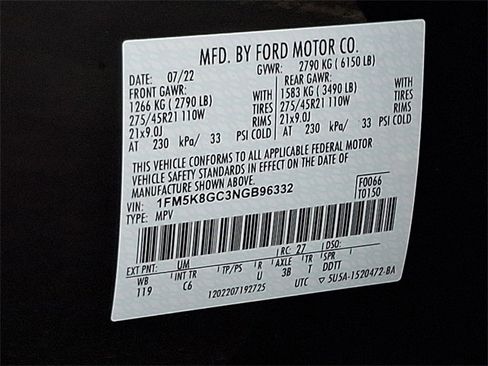 MFD. BY FORD MOTOR CO.
DATE: 07/22 GVWR: 2790 KG ( 6150 LB)
FRONT GAWR: REAR GAWR:
1266 KG ( 2790 LB) WITH 1583 KG ( 3490 LB) WITH
275/45R21 110W TIRES 275/45R21 110W TIRES
21x9.0J RIMS 21x9.0J RIMS
AT 230 kPa/ 33 PSI COLD AT 230 kPa/ 33 PSI COLD
THIS VEHICLE CONFORMS TO ALL APPLICABLE FEDERAL MOTOR
VEHICLE SAFETY STANDARDS IN EFFECT ON THE DATE OF
MANUFACTURE SHOWN ABOVE.
VIN: 1FM5K8GC3NGB96332 F0066
TYPE: MPV T0150
EXT PNT: UM RC: 27 DSO:
WB INT TR TP/PS R AXLE TR SPR
119 C6 U 3B T DDTT
1202207192725 UTC ▽ 5U5A-1520472-BA